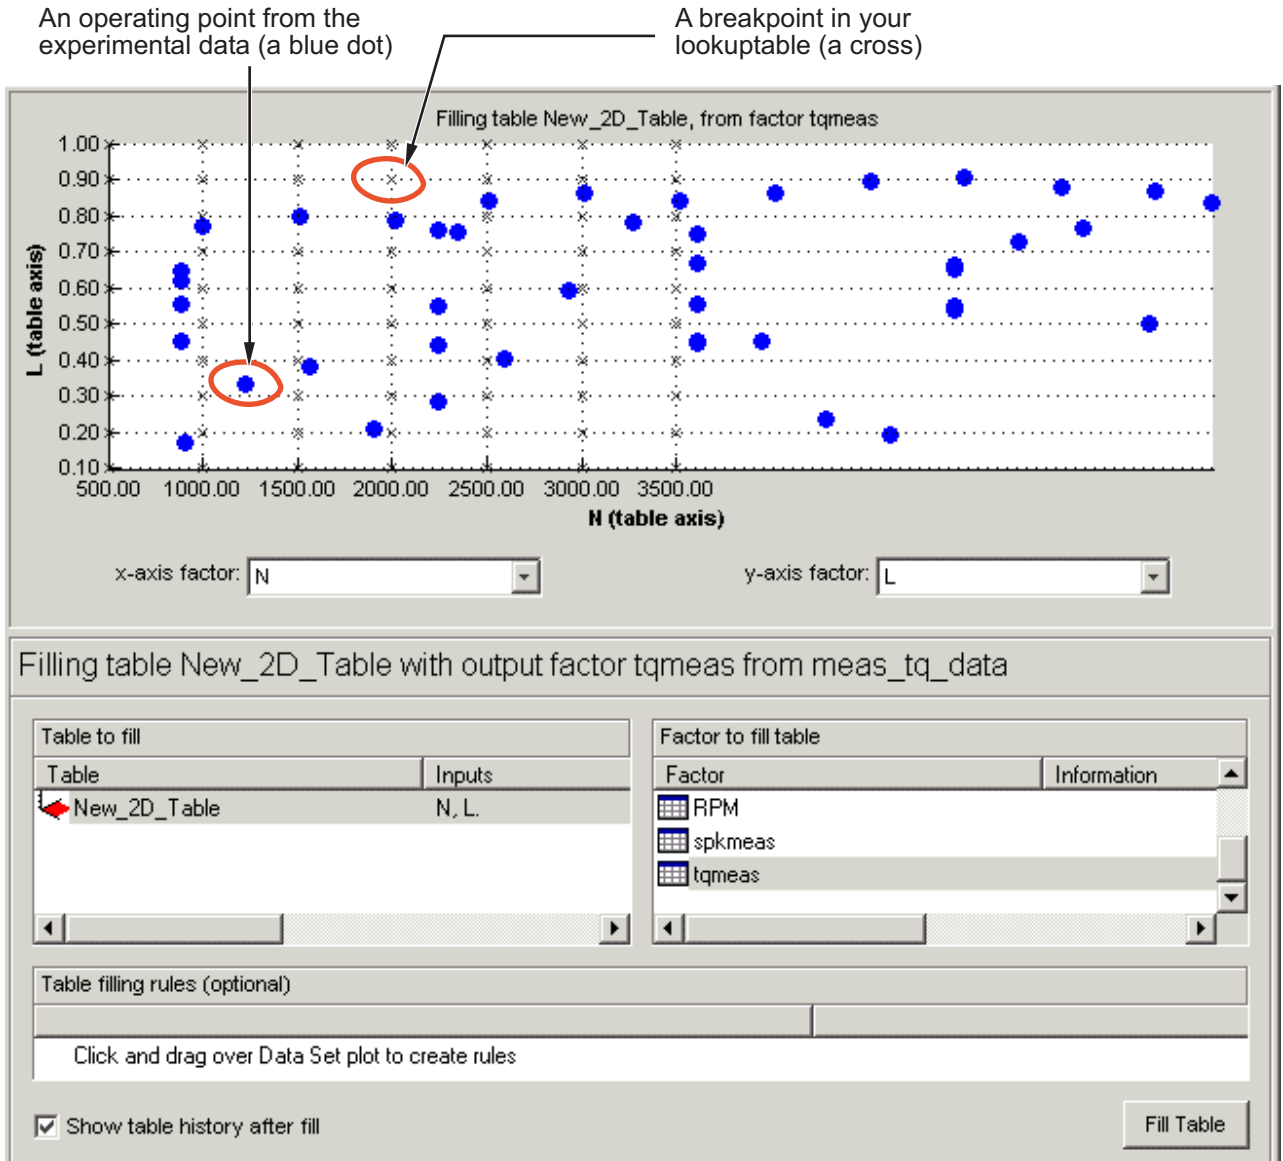 An operating point from the
experimental data (a blue dot)
A breakpoint in your
lookuptable (a cross)
Filling table New_2D_Table, from factor tqmeas
1.00
0.90
0.80
0.70
0.60
0.50
0.40
0.30
0.20
0.10
L (table axis)
500.00 1000.00 1500.00 2000.00 2500.00 3000.00 3500.00
N (table axis)
x-axis factor: N
y-axis factor: L
Filling table New_2D_Table with output factor tqmeas from meas_tq_data
Table to fill
Table Inputs
New_2D_Table N, L.
Factor to fill table
Factor Information
RPM
spkmeas
tqmeas
Table filling rules (optional)
Click and drag over Data Set plot to create rules
Show table history after fill
Fill Table